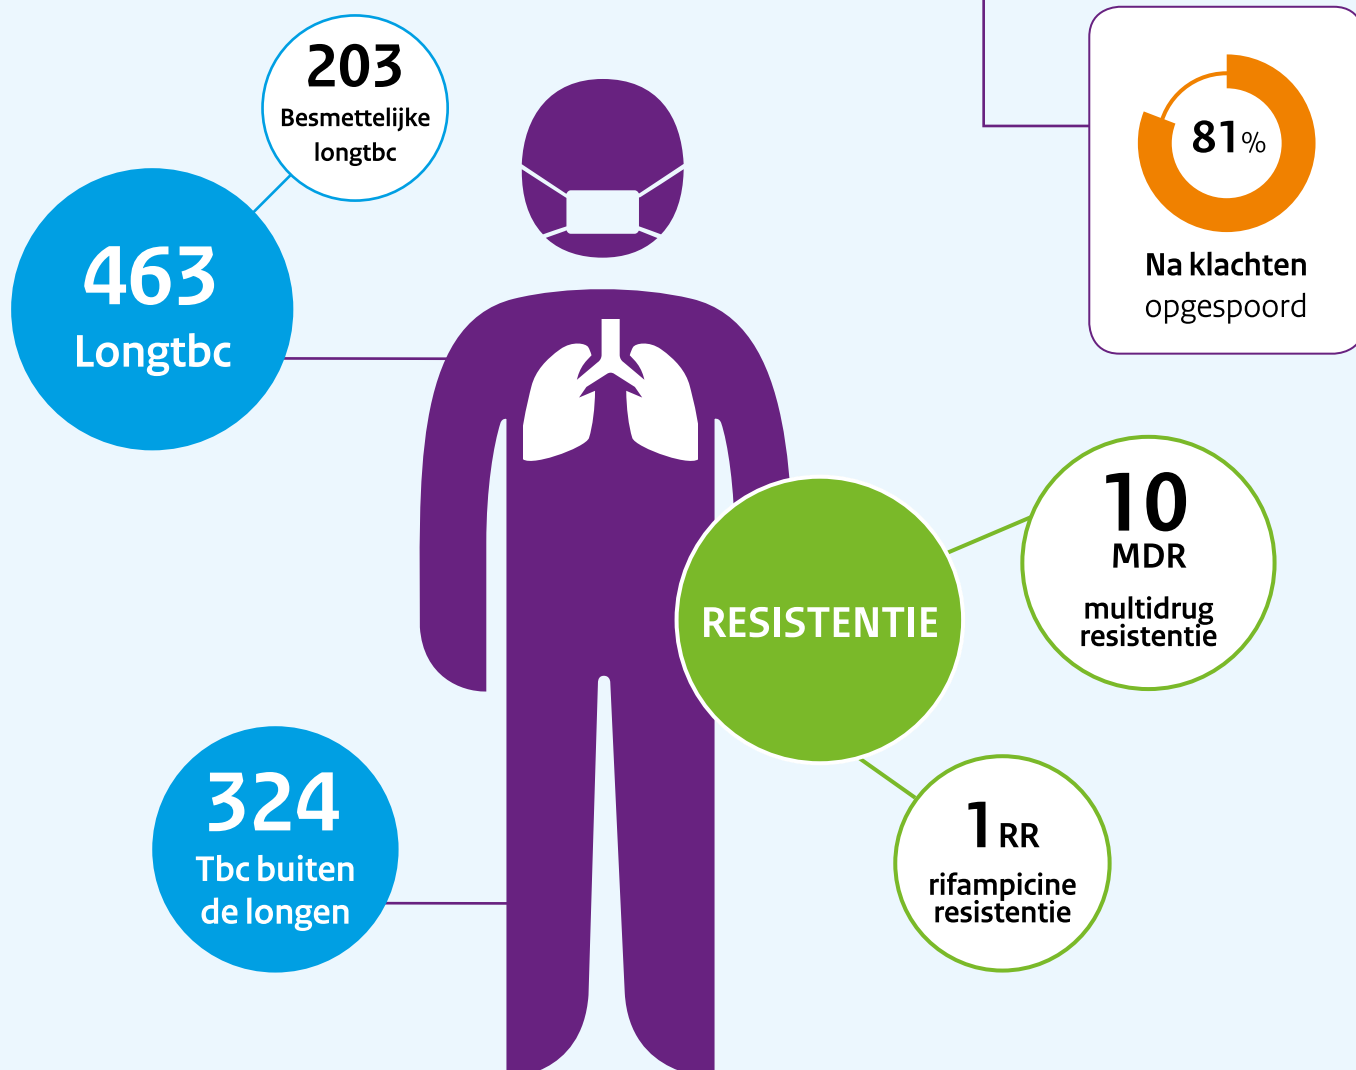 203
Besmettelijke
longtbc
463
Longtbc
81%
Na klachten
opgespoord
RESISTENTIE
10
MDR
multidrug
resistentie
324
Tbc buiten
de longen
1 RR
rifampicine
resistentie